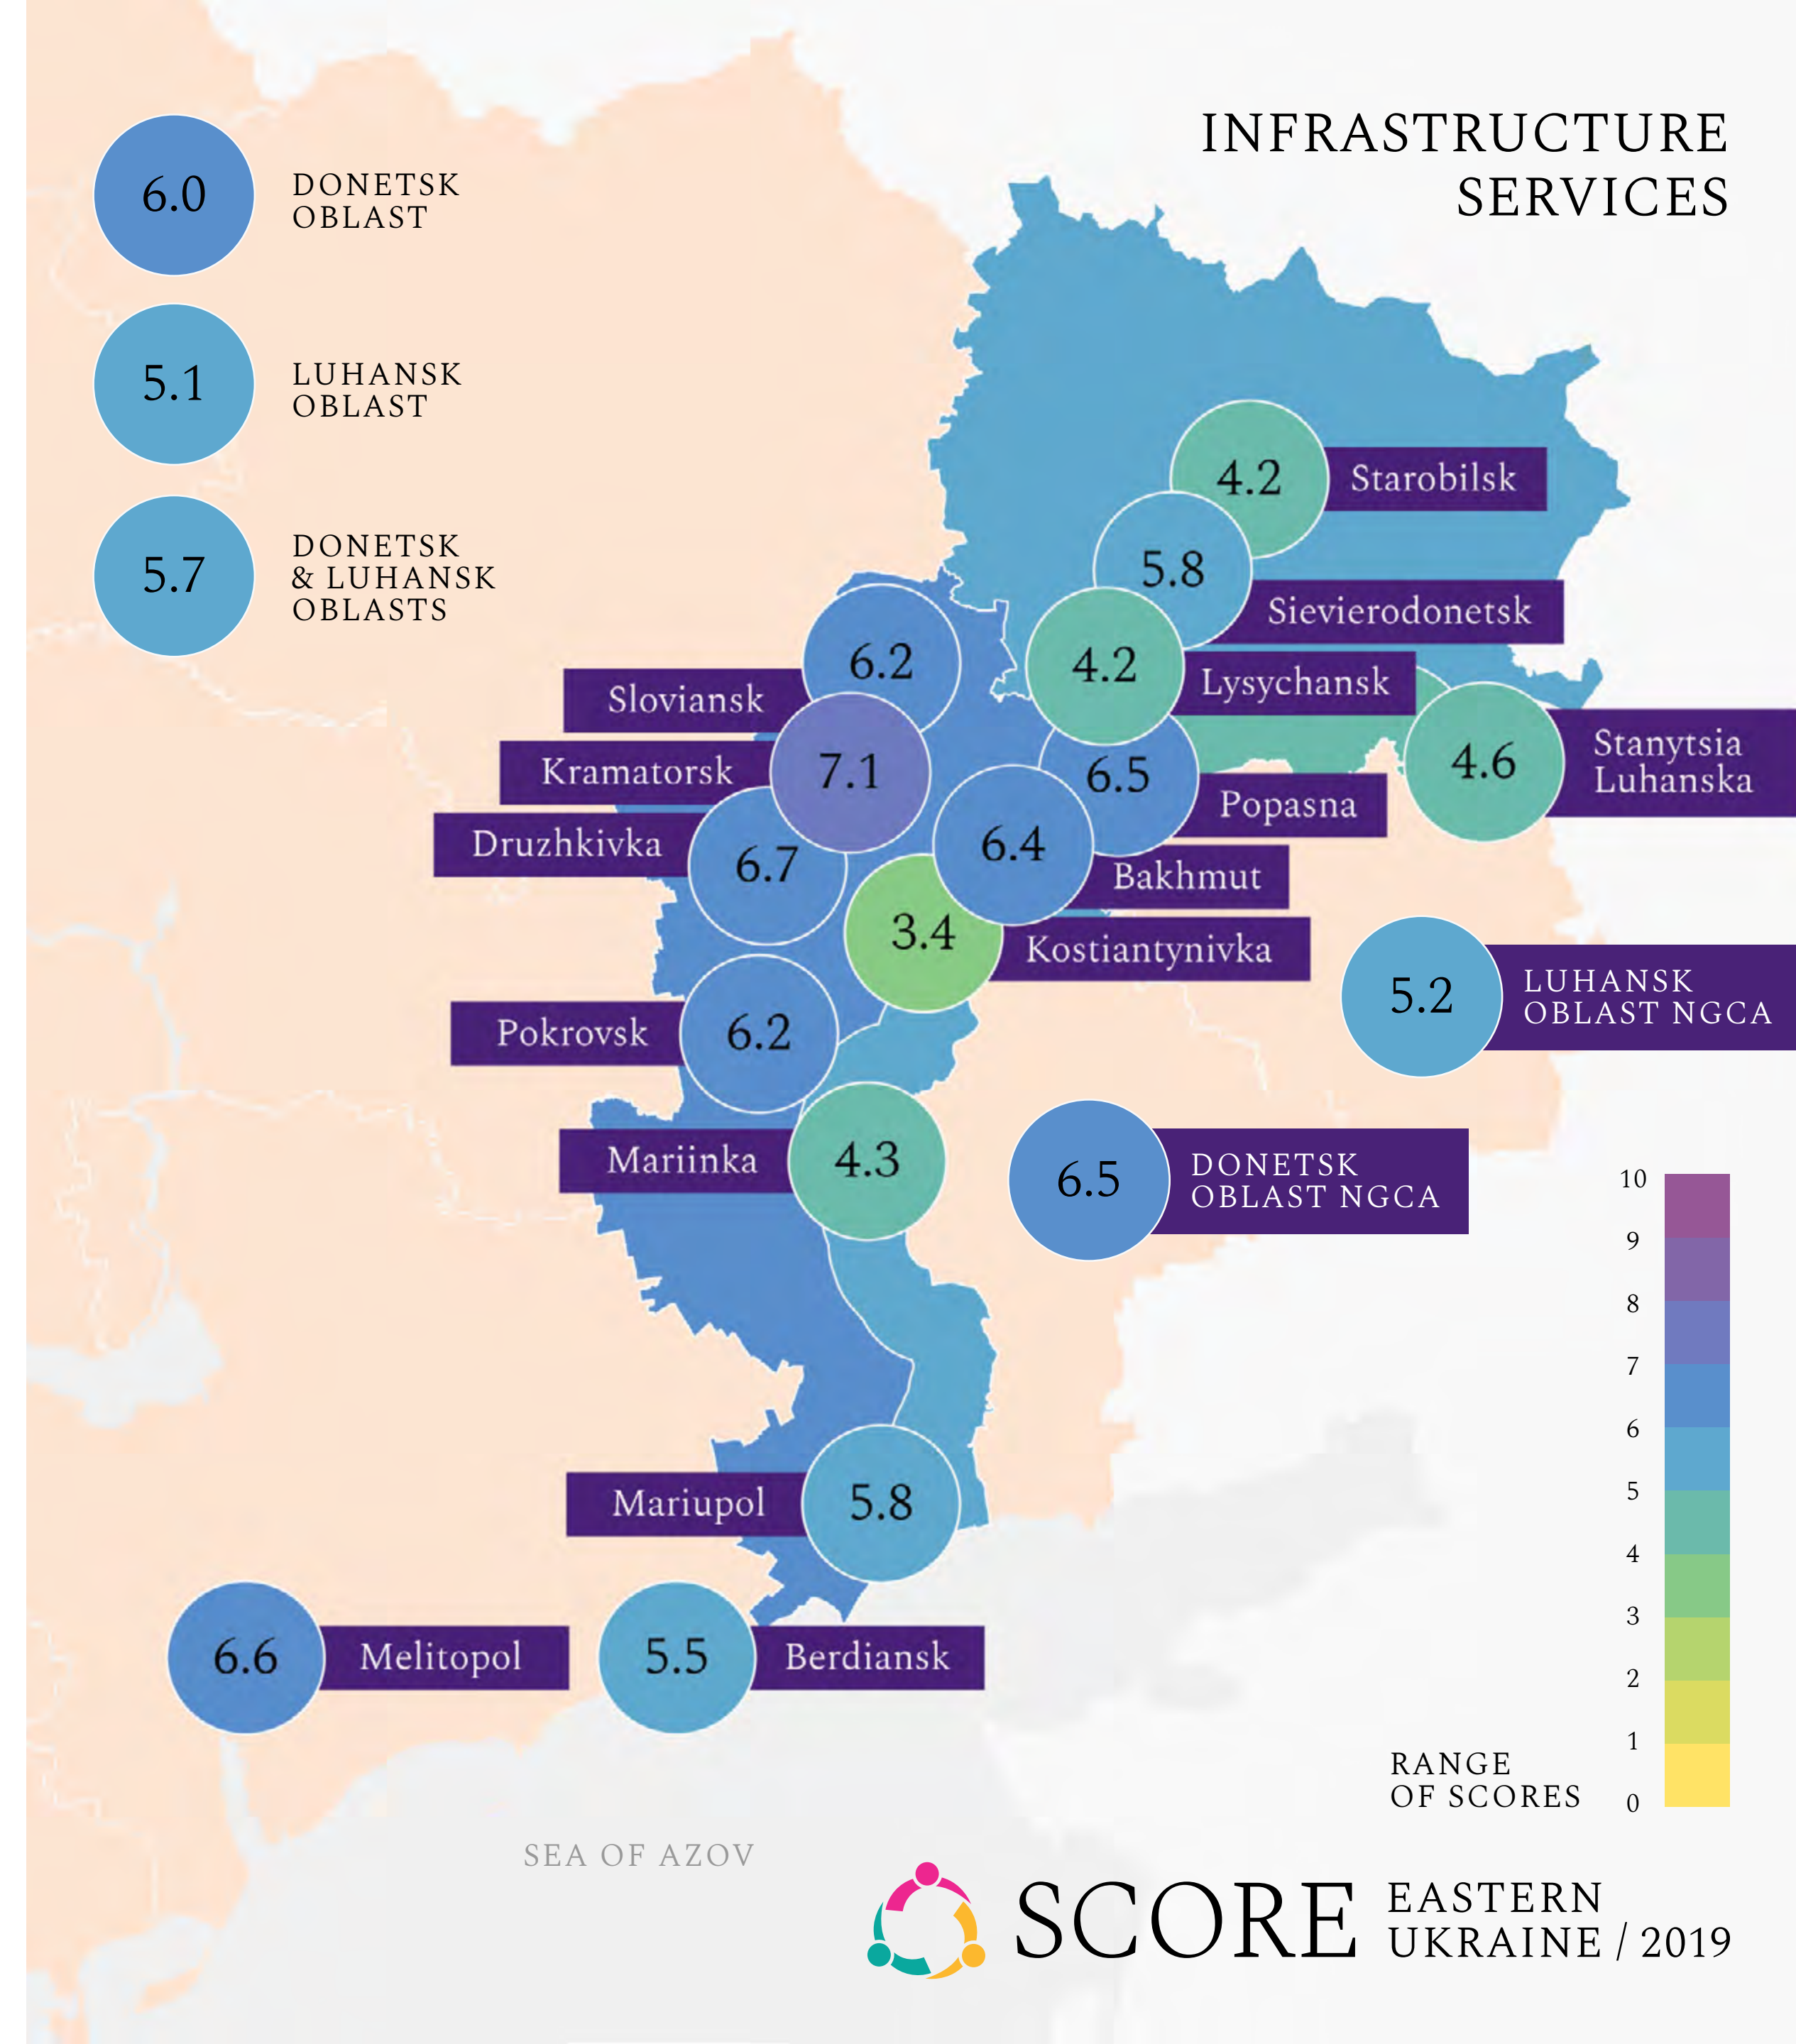 INFRASTRUCTURE
SERVICES
6.0
DONETSK
OBLAST
5.1
LUHANSK
OBLAST
5.7
DONETSK
& LUHANSK
OBLASTS
4.2
Starobilsk
5.8
Sievierodonetsk
6.2
Sloviansk
4.2
Lysychansk
4.6
Stanytsia
Luhanska
7.1
Kramatorsk
6.5
Popasna
6.7
Druzhkivka
6.4
Bakhmut
3.4
Kostiantynivka
5.2
LUHANSK
OBLAST NGCA
6.2
Pokrovsk
4.3
Mariinka
6.5
DONETSK
OBLAST NGCA
5.8
Mariupol
6.6
Melitopol
5.5
Berdiansk
10
9
8
7
6
5
4
3
2
1
0
RANGE
OF SCORES
SEA OF AZOV
SCORE
EASTERN
UKRAINE / 2019